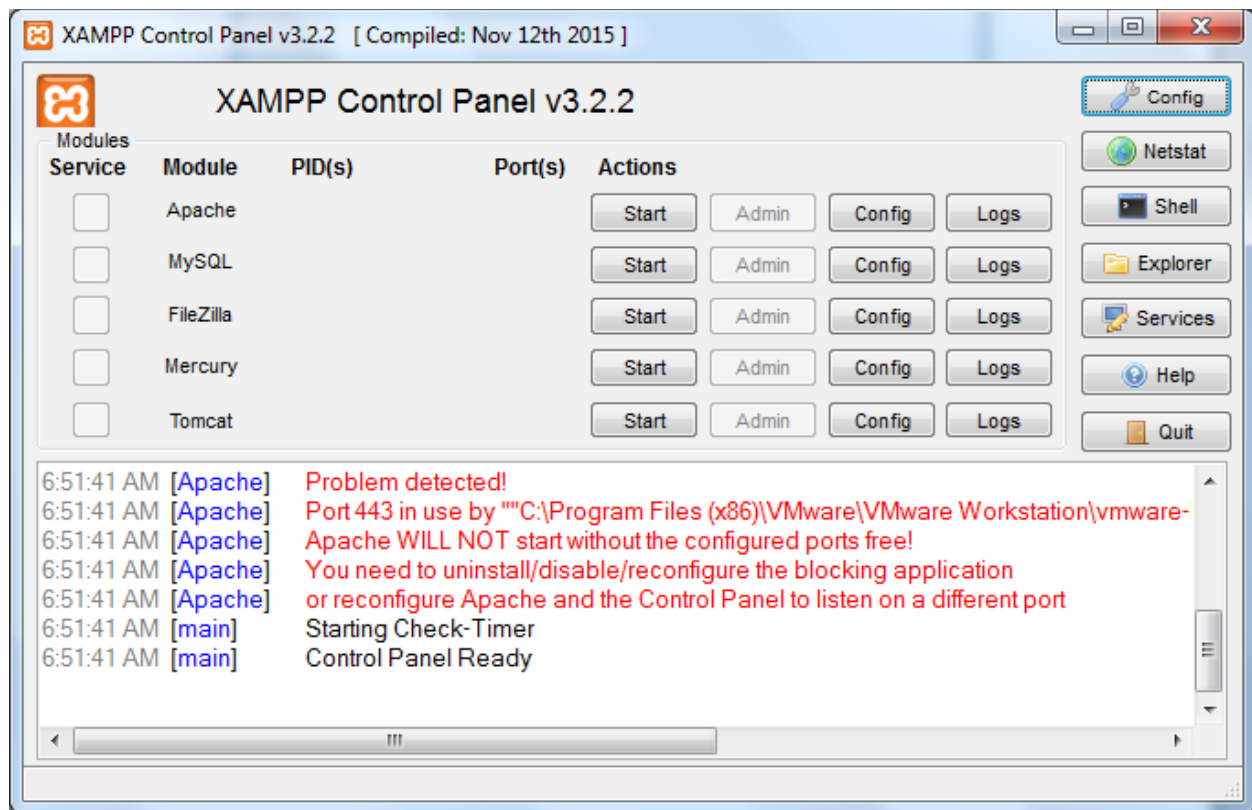 XAMPP Control Panel v3.2.2 [ Compiled: Nov 12th 2015 ]
XAMPP Control Panel v3.2.2
Config
Modules
Service Module PID(s) Port(s) Actions
Netstat
Apache Start Admin Config Logs
Shell
MySQL Start Admin Config Logs
Explorer
FileZilla Start Admin Config Logs
Services
Mercury Start Admin Config Logs
Help
Tomcat Start Admin Config Logs
Quit
6:51:41 AM [Apache] Problem detected!
6:51:41 AM [Apache] Port 443 in use by ""C:\Program Files (x86)\VMware\VMware Workstation\vmware-
6:51:41 AM [Apache] Apache WILL NOT start without the configured ports free!
6:51:41 AM [Apache] You need to uninstall/disable/reconfigure the blocking application
6:51:41 AM [Apache] or reconfigure Apache and the Control Panel to listen on a different port
6:51:41 AM [main] Starting Check-Timer
6:51:41 AM [main] Control Panel Ready